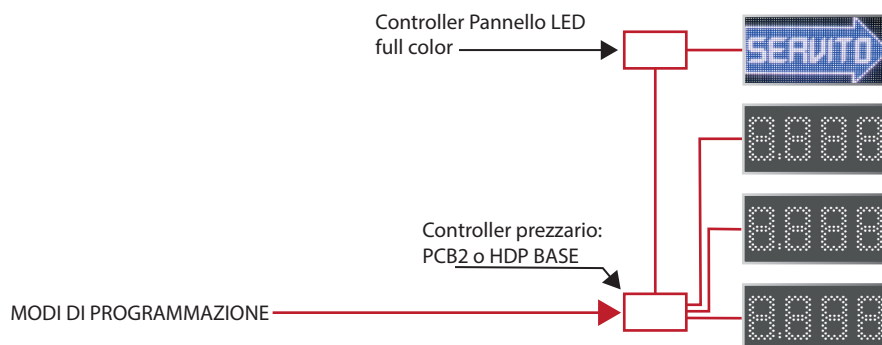 Controller Pannello LED
full color
SERVITO
8.888
8.888
Controller prezzario:
PCB2 o HDP BASE
8.888
MODI DI PROGRAMMAZIONE